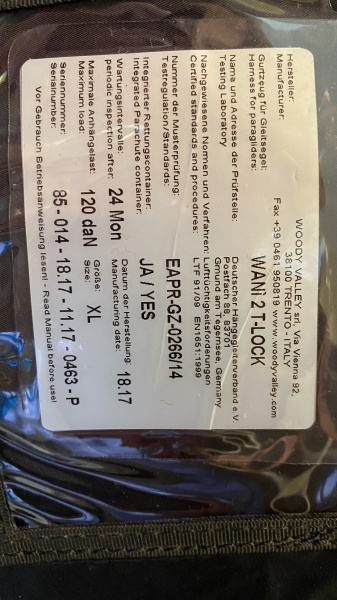 Hersteller: WOODY VALLEY srl, Via Vienna 92,
Manufacturer: 38100 TRENTO - ITALY
Fax +39 0461 950819 www.woodyvalley.com
Gurtzeug für Gleitsegel:
Harness for paragliders: WANI 2 T-LOCK
Name und Adresse der Prüfstelle: Deutscher Hängegleiterverband e.V.
Testing Laboratory Postfach 88, 83701
Gmund am Tegernsee, Germany
Nachgewiesene Normen und Verfahren: Lufttüchtigkeitsforderungen
Certified standards and procedures: LTF 91/09 EN1651:1999
Nummer der Musterprüfung: EAPR-GZ-0266/14
Testregulation/Standards:
Integrierter Rettungscontainer: JA / YES
Integrated Parachute container:
Wartungsintervalle: 24 Mon Datum der Herstellung: 18.17
periodic inspection after: Manufacturing date:
Maximale Anhängelast: 120 daN Größe: XL
Maximum load: Size:
Seriennummer: 85 - 014 - 18.17 - 11.17 - 0463 - P
Serialnumber:
Vor Gebrauch Betriebsanweisung lesen! - Read Manual before use!